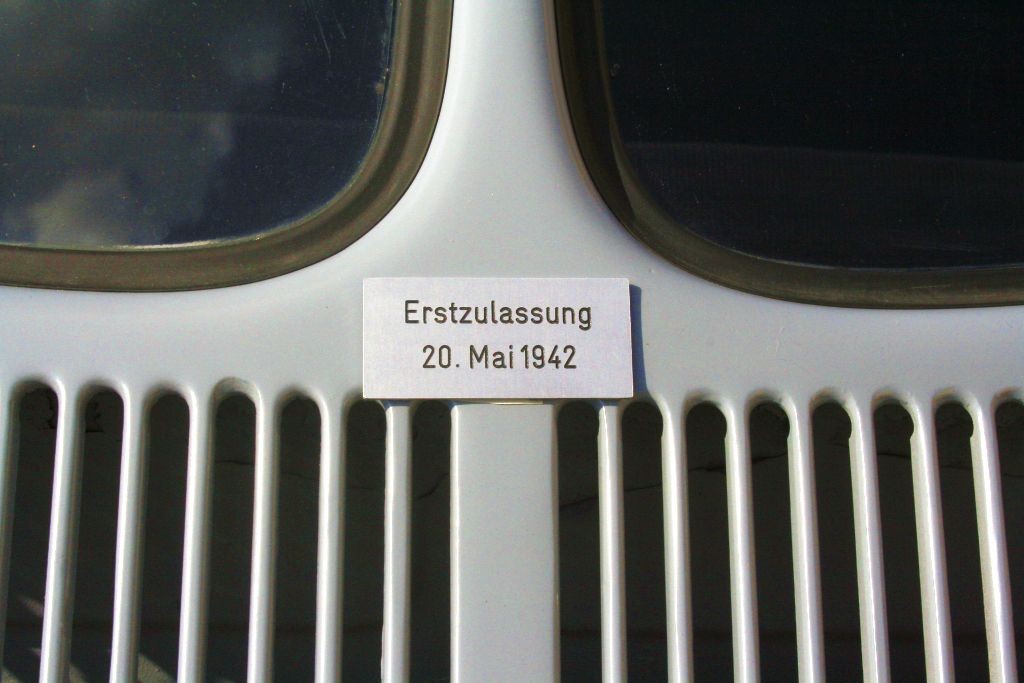 Erstzulassung
20. Mai 1942